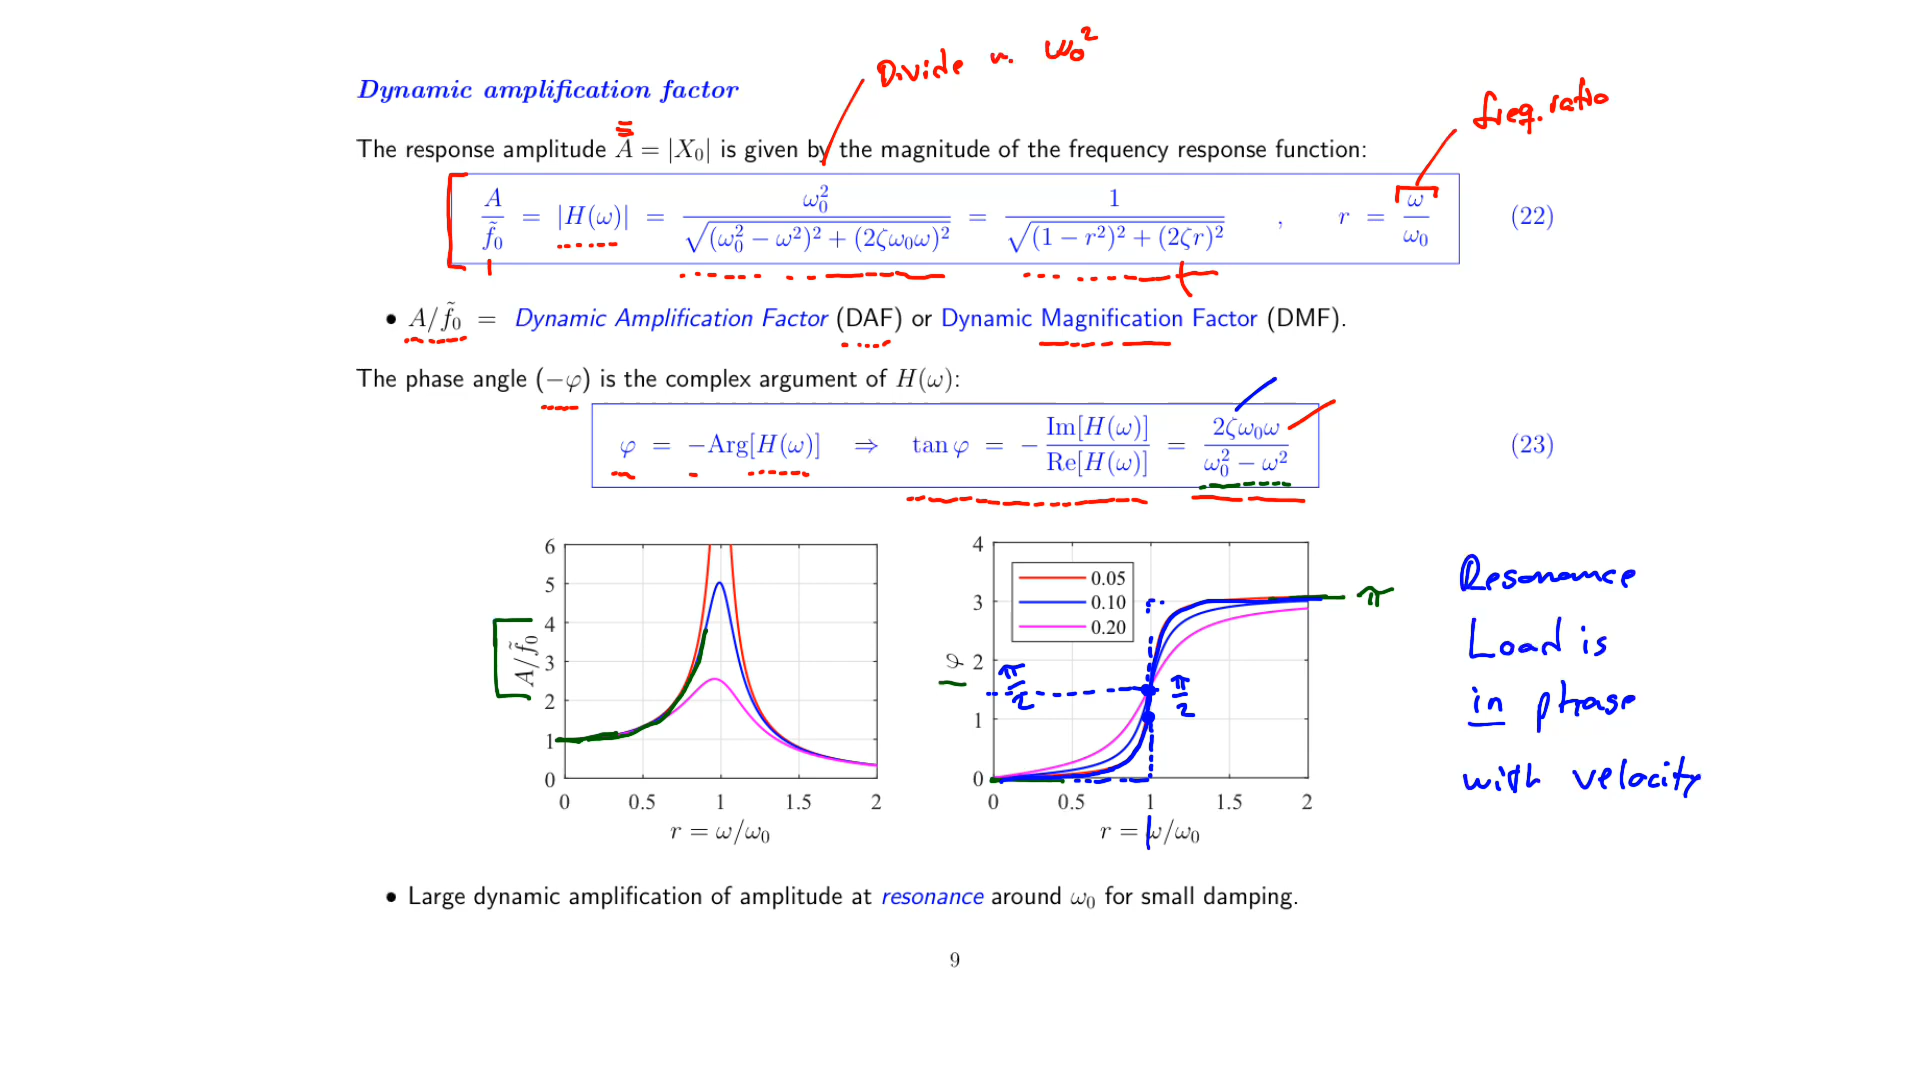 Divide w. ω₀²
Dynamic amplification factor
freq. ratio
The response amplitude A = |X₀| is given by the magnitude of the frequency response function:
A/f̃₀ = |H(ω)| = ω₀² / √((ω₀² − ω²)² + (2ζω₀ω)²) = 1 / √((1 − r²)² + (2ζr)²) , r = ω/ω₀ (22)
• A/f̃₀ = Dynamic Amplification Factor (DAF) or Dynamic Magnification Factor (DMF).
The phase angle (−φ) is the complex argument of H(ω):
φ = −Arg[H(ω)] ⇒ tan φ = − Im[H(ω)] / Re[H(ω)] = 2ζω₀ω / (ω₀² − ω²) (23)
6
5
4
3
2
1
0
A/f̃₀
0 0.5 1 1.5 2
r = ω/ω₀
4
3
2
1
0
φ
0.05
0.10
0.20
π
π/2
π/2
0 0.5 1 1.5 2
r = ω/ω₀
Resonance
Load is
in phase
with velocity
• Large dynamic amplification of amplitude at resonance around ω₀ for small damping.
9